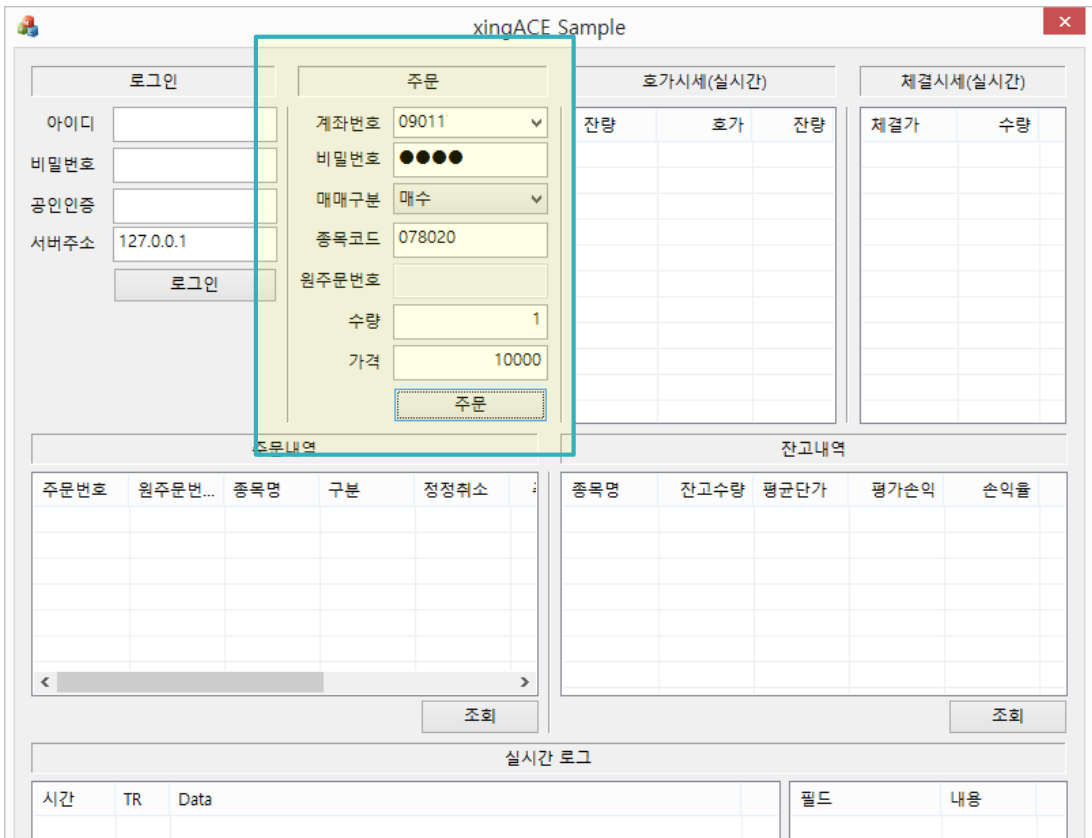 xingACE Sample
로그인
아이디
비밀번호
공인인증
서버주소 127.0.0.1
로그인
주문
계좌번호 09011
비밀번호 ●●●●
매매구분 매수
종목코드 078020
원주문번호
수량 1
가격 10000
주문
호가시세(실시간)
잔량 호가 잔량
체결시세(실시간)
체결가 수량
주문내역
주문번호 원주문번... 종목명 구분 정정취소
조회
잔고내역
종목명 잔고수량 평균단가 평가손익 손익율
조회
실시간 로그
시간 TR Data
필드 내용